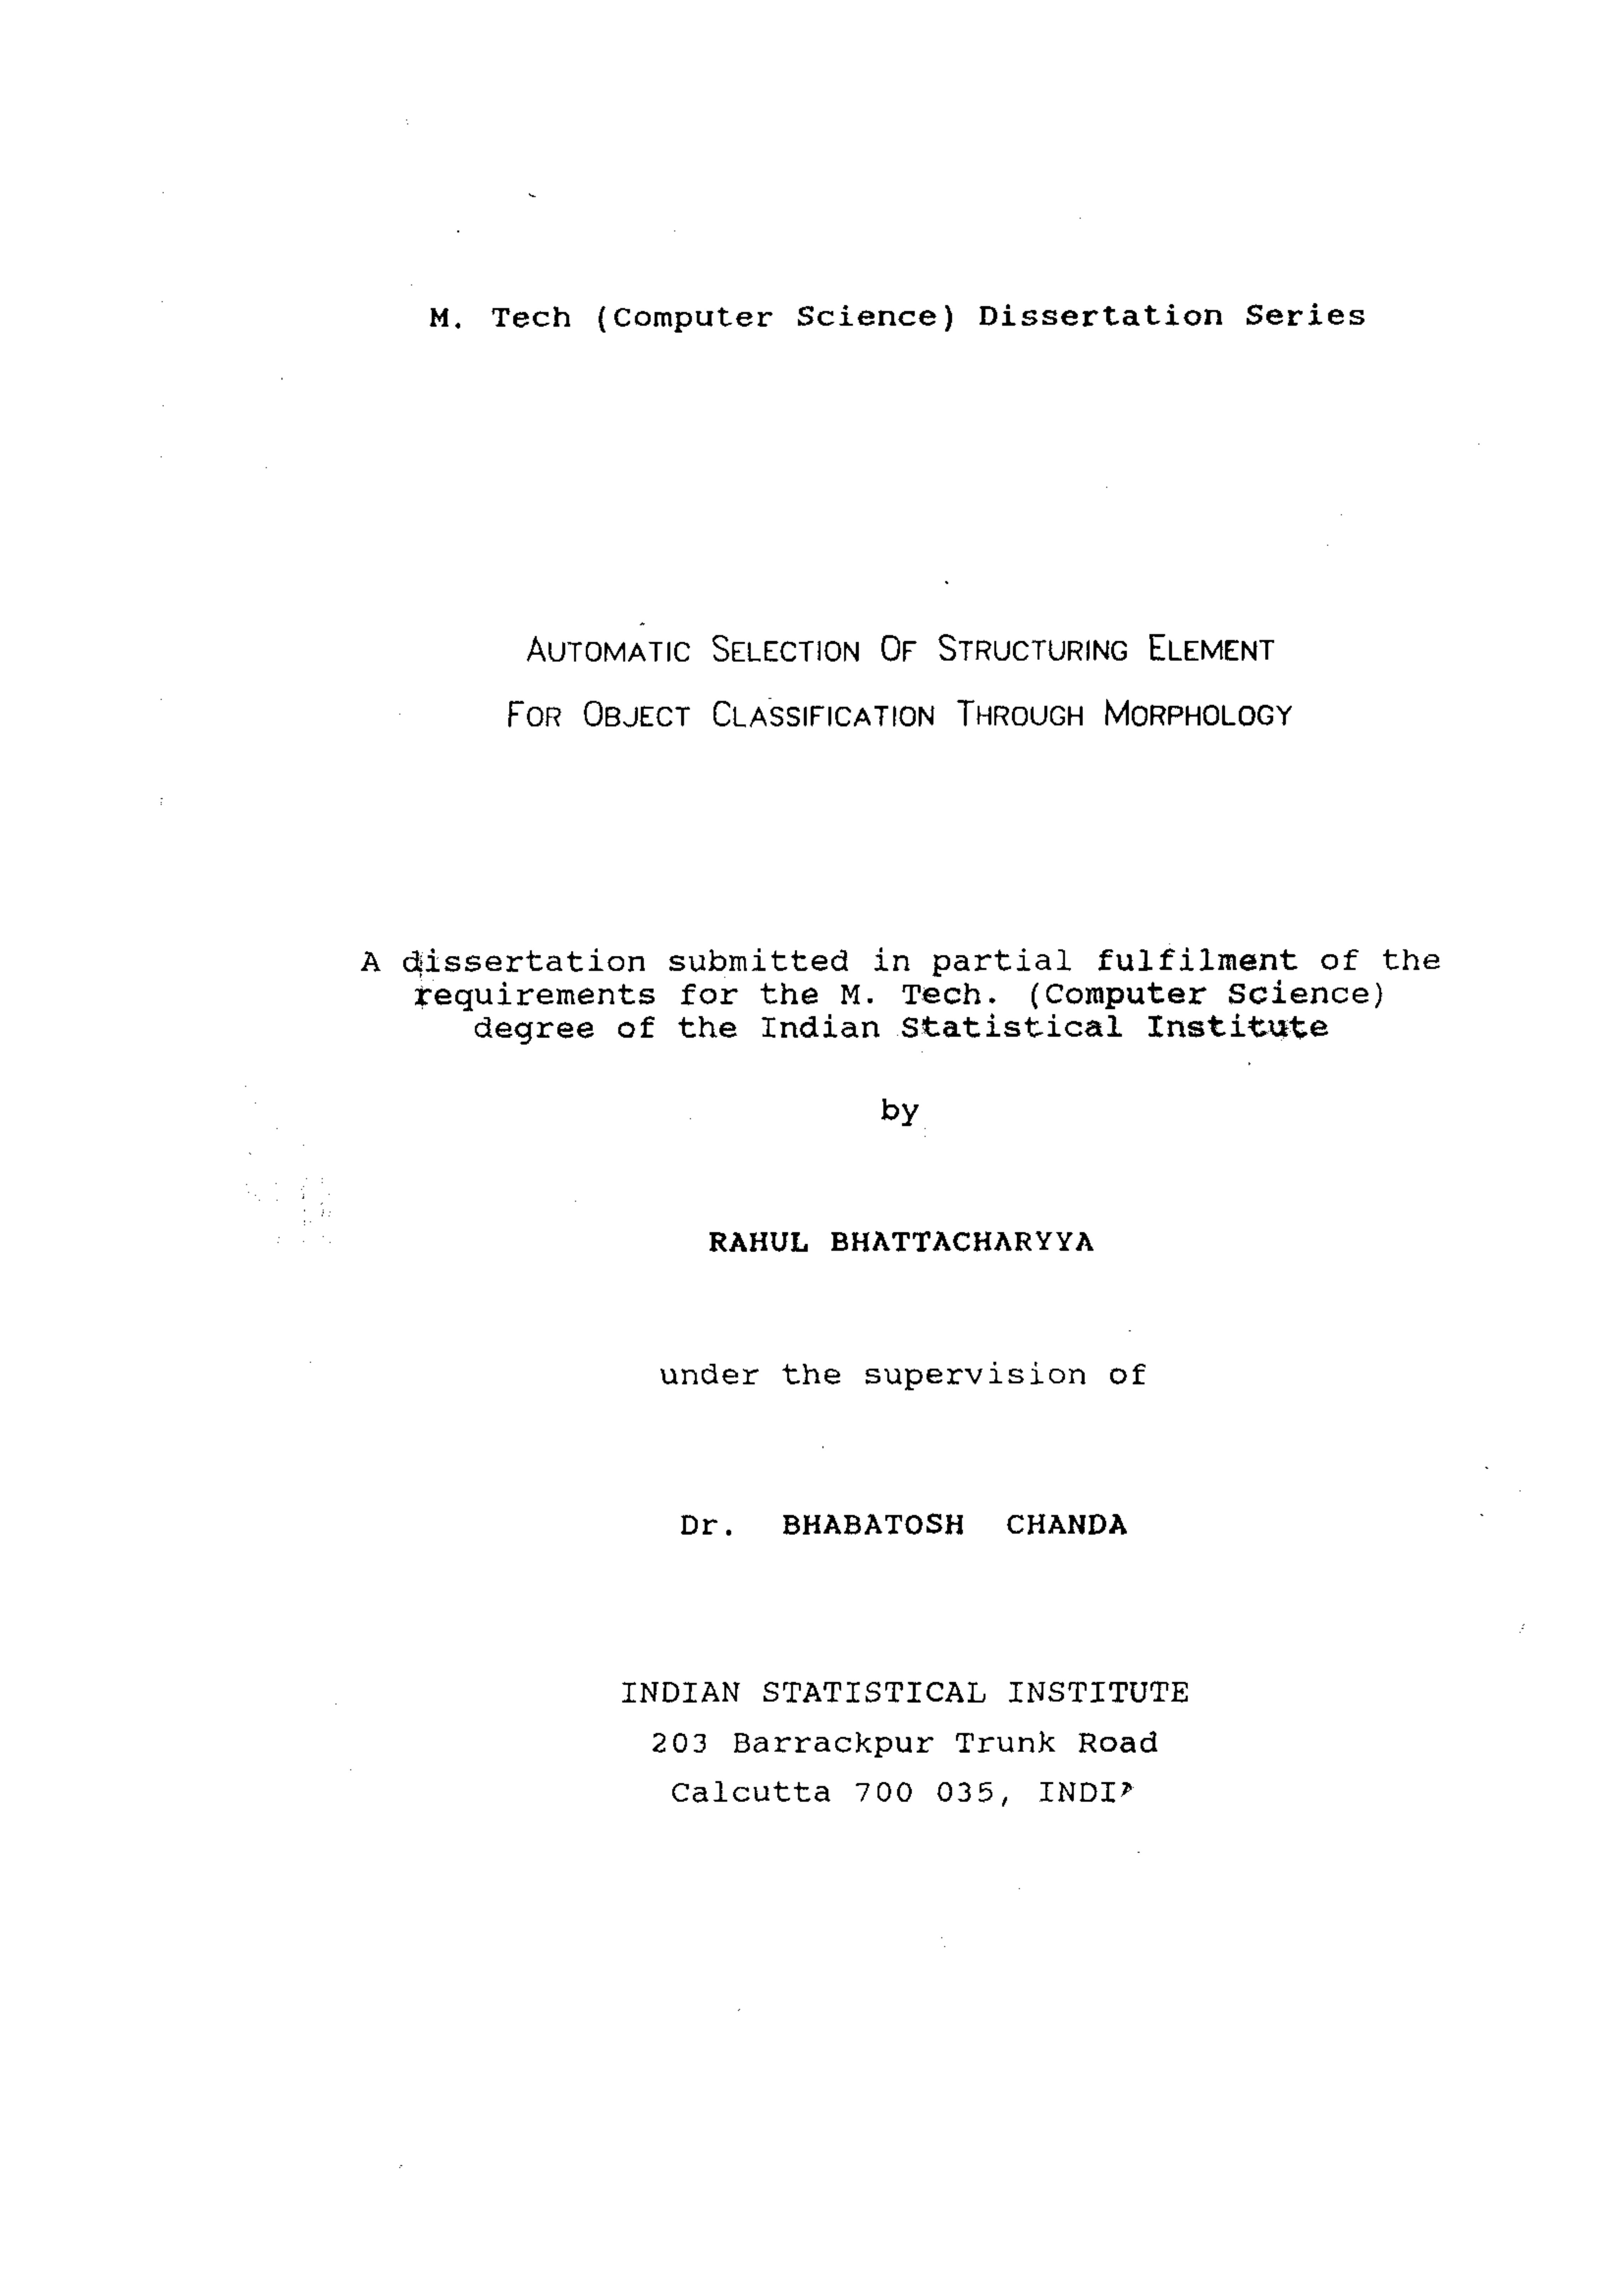 M. Tech (Computer Science) Dissertation Series
AUTOMATIC SELECTION OF STRUCTURING ELEMENT
FOR OBJECT CLASSIFICATION THROUGH MORPHOLOGY
A dissertation submitted in partial fulfilment of the
requirements for the M. Tech. (Computer Science)
degree of the Indian Statistical Institute
by
RAHUL BHATTACHARYYA
under the supervision of
Dr. BHABATOSH CHANDA
INDIAN STATISTICAL INSTITUTE
203 Barrackpur Trunk Road
Calcutta 700 035, INDIA